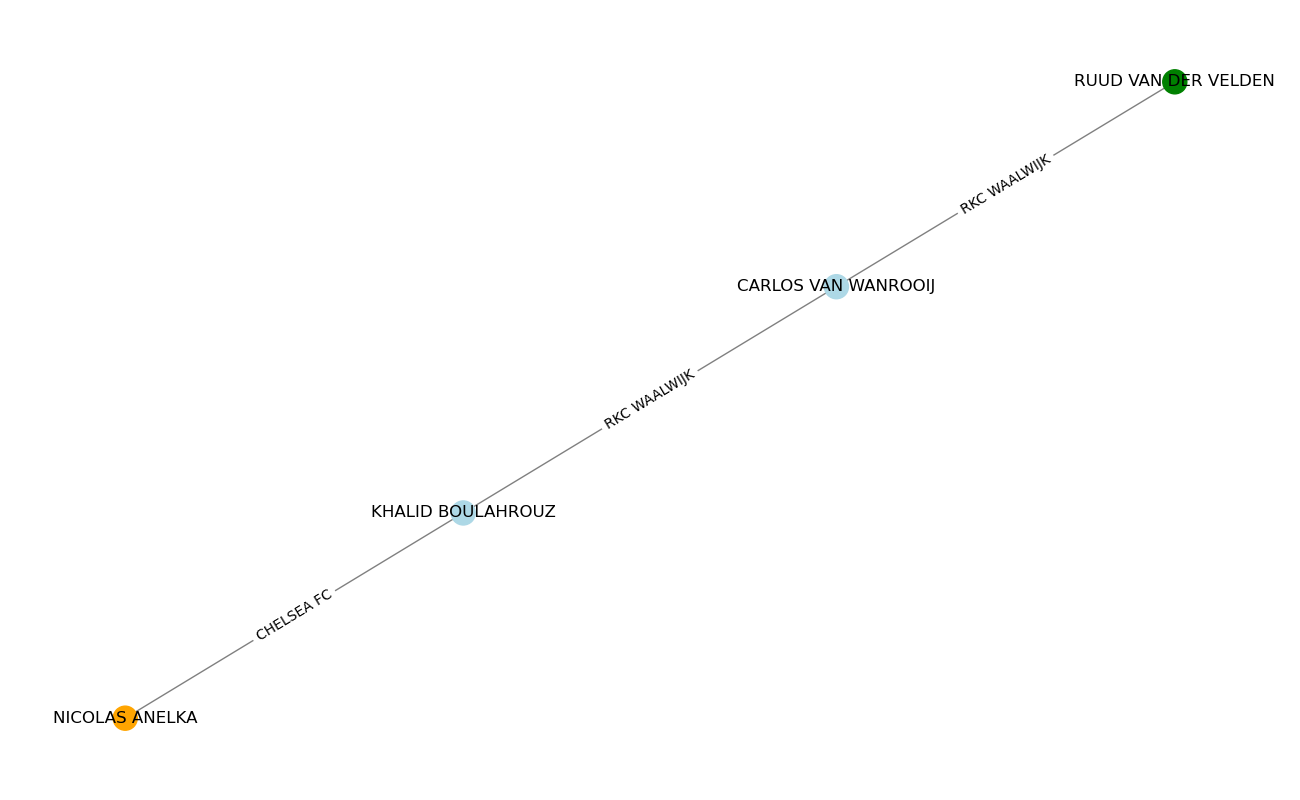 RUUD VAN DER VELDEN
RKC WAALWIJK
CARLOS VAN WANROOIJ
RKC WAALWIJK
KHALID BOULAHROUZ
CHELSEA FC
NICOLAS ANELKA